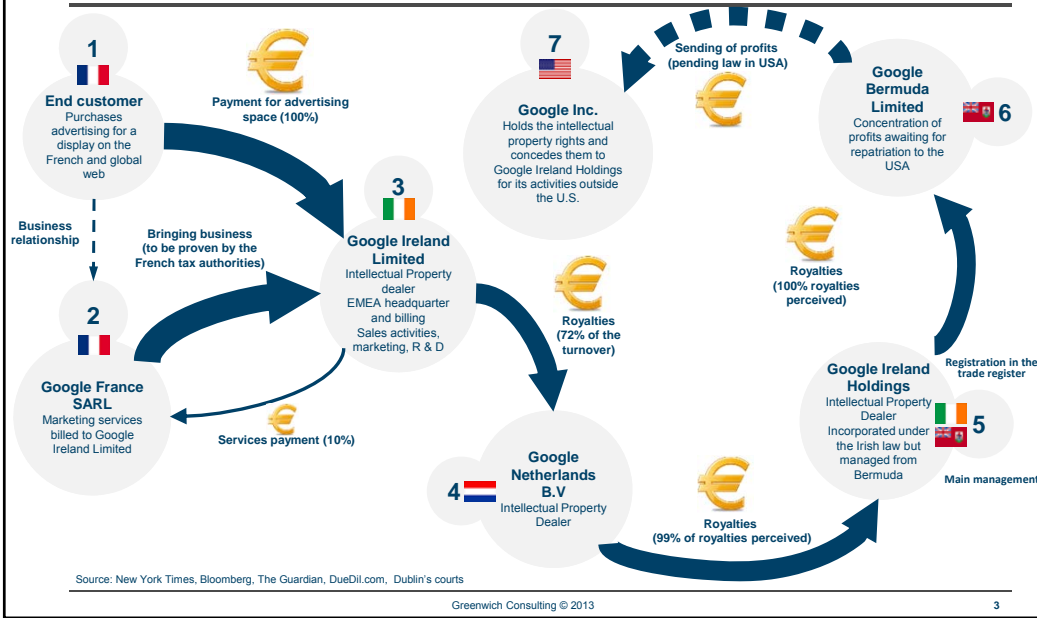 1
End customer
Purchases
advertising for a
display on the
French and global
web
Payment for advertising
space (100%)
Business
relationship
Bringing business
(to be proven by the
French tax authorities)
2
Google France
SARL
Marketing services
billed to Google
Ireland Limited
3
Google Ireland
Limited
Intellectual Property
dealer
EMEA headquarter
and billing
Sales activities,
marketing, R & D
Services payment (10%)
Royalties
(72% of the
turnover)
4
Google
Netherlands
B.V
Intellectual Property
Dealer
Royalties
(99% of royalties perceived)
Google Ireland
Holdings
Intellectual Property
Dealer
Incorporated under
the Irish law but
managed from
Bermuda
5
Registration in the
trade register
Main management
Royalties
(100% royalties
perceived)
Google
Bermuda
Limited
Concentration of
profits awaiting for
repatriation to the
USA
6
Sending of profits
(pending law in USA)
7
Google Inc.
Holds the intellectual
property rights and
concedes them to
Google Ireland Holdings
for its activities outside
the U.S.
Source: New York Times, Bloomberg, The Guardian, DueDil.com, Dublin's courts
Greenwich Consulting © 2013
3